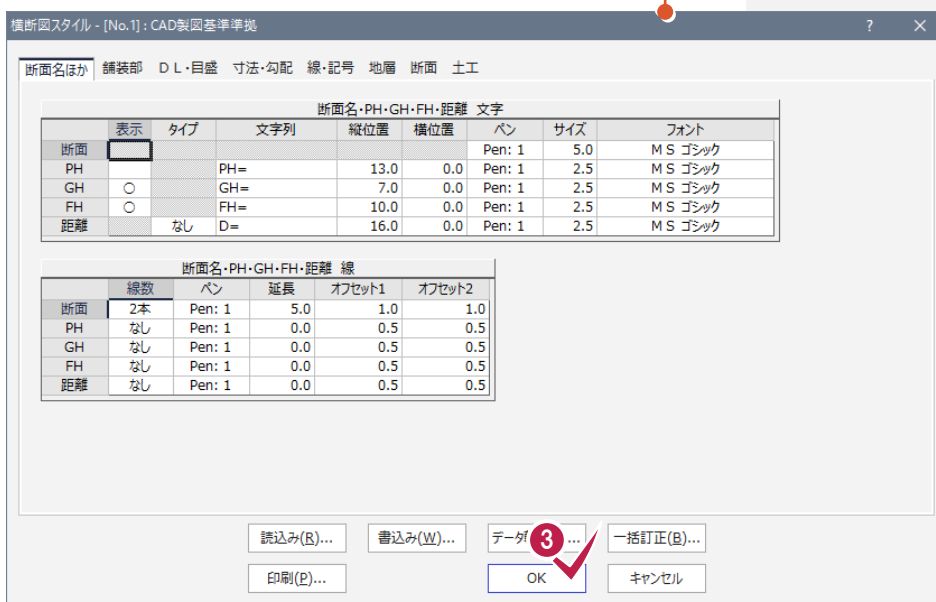 横断図スタイル - [No.1] : CAD製図基準準拠 ? ×
断面名ほか 舗装部 DL・目盛 寸法・勾配 線・記号 地層 断面 土工
断面名・PH・GH・FH・距離 文字
表示 タイプ 文字列 縦位置 横位置 ペン サイズ フォント
断面 Pen: 1 5.0 MS ゴシック
PH PH= 13.0 0.0 Pen: 1 2.5 MS ゴシック
GH ○ GH= 7.0 0.0 Pen: 1 2.5 MS ゴシック
FH ○ FH= 10.0 0.0 Pen: 1 2.5 MS ゴシック
距離 なし D= 16.0 0.0 Pen: 1 2.5 MS ゴシック
断面名・PH・GH・FH・距離 線
線数 ペン 延長 オフセット1 オフセット2
断面 2本 Pen: 1 5.0 1.0 1.0
PH なし Pen: 1 0.0 0.5 0.5
GH なし Pen: 1 0.0 0.5 0.5
FH なし Pen: 1 0.0 0.5 0.5
距離 なし Pen: 1 0.0 0.5 0.5
読込み(R)... 書込み(W)... データ ... 一括訂正(B)...
3
印刷(P)... OK キャンセル